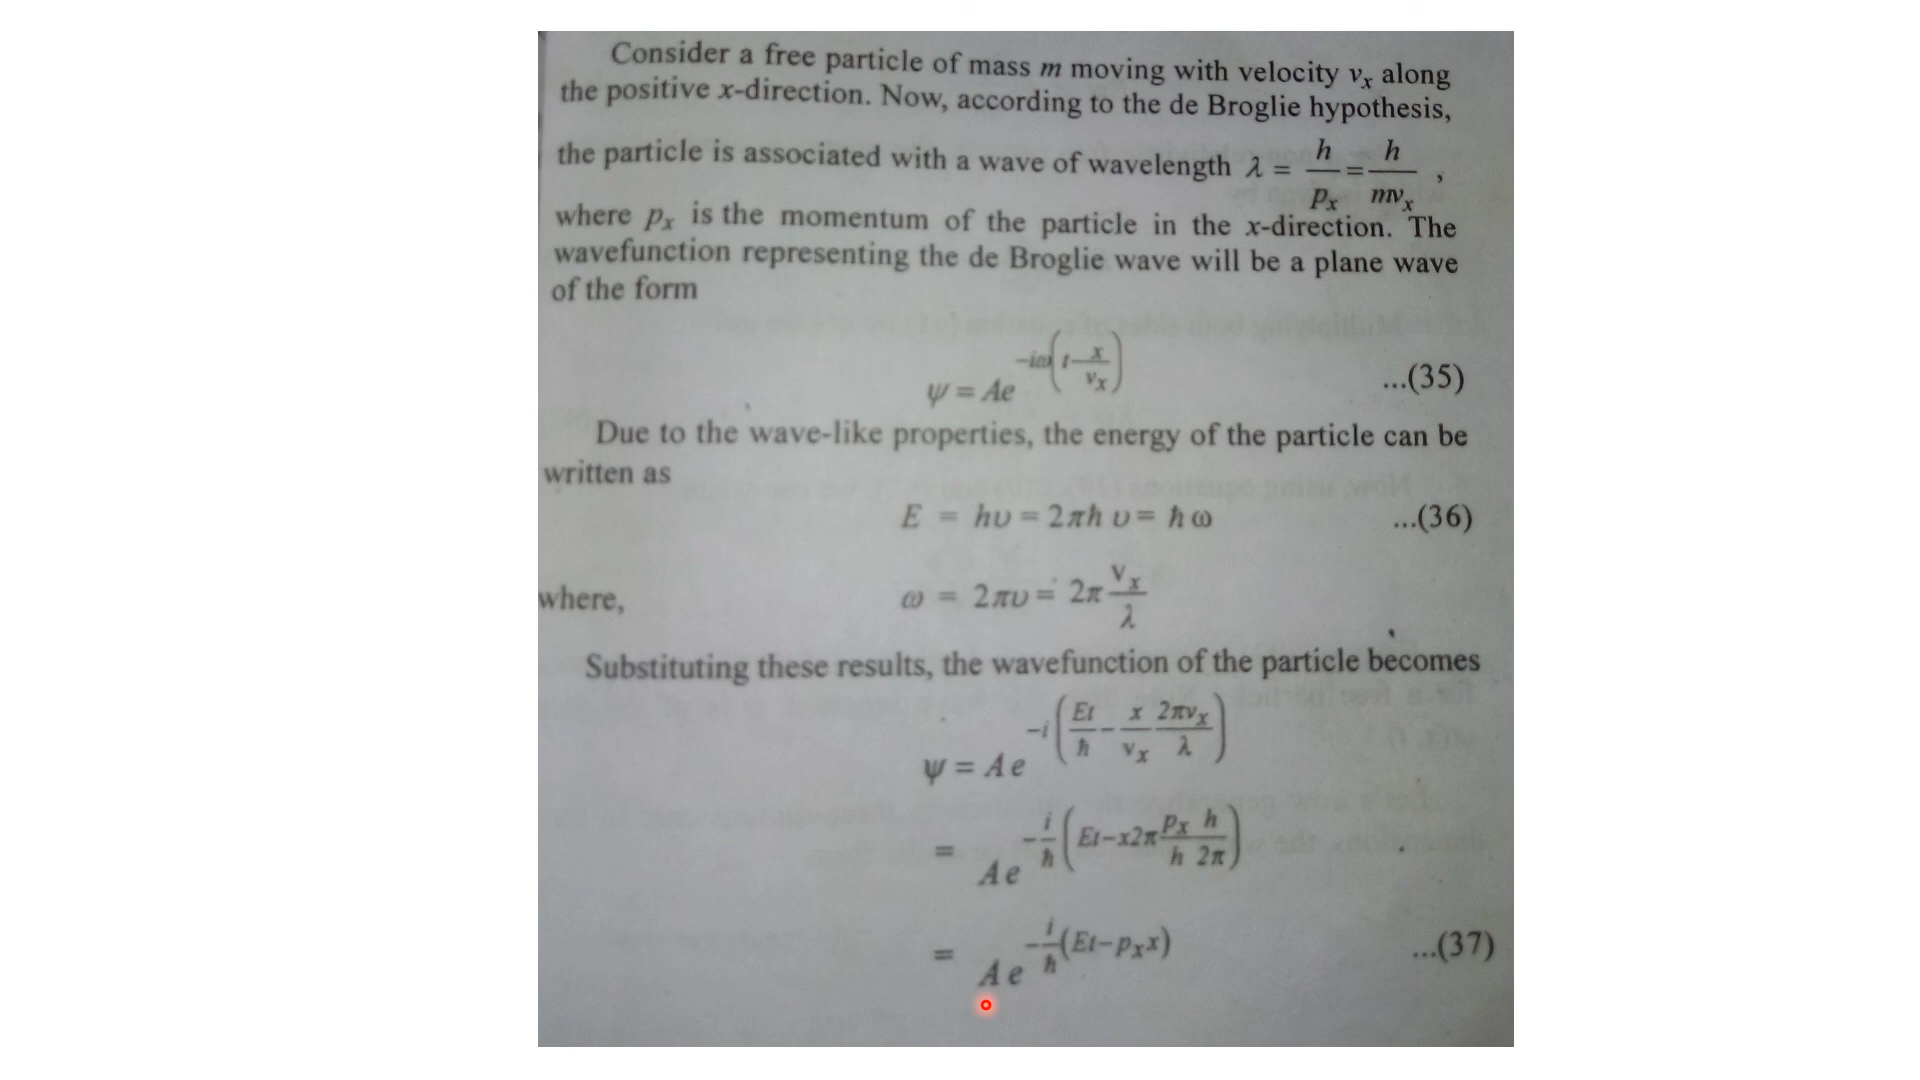 Consider a free particle of mass m moving with velocity vₓ along
the positive x-direction. Now, according to the de Broglie hypothesis,
the particle is associated with a wave of wavelength λ = h/pₓ = h/mvₓ ,
where pₓ is the momentum of the particle in the x-direction. The
wavefunction representing the de Broglie wave will be a plane wave
of the form
ψ = Ae^{-iω(t - x/vₓ)} ...(35)
Due to the wave-like properties, the energy of the particle can be
written as
E = hυ = 2πħ υ = ħ ω ...(36)
where, ω = 2πυ = 2π vₓ/λ
Substituting these results, the wavefunction of the particle becomes
ψ = A e^{-i(Et/ħ - x/vₓ 2πvₓ/λ)}
= A e^{-i/ħ(Et-x2π pₓ/h h/2π)}
= A e^{-i/ħ(Et-pₓx)} ...(37)